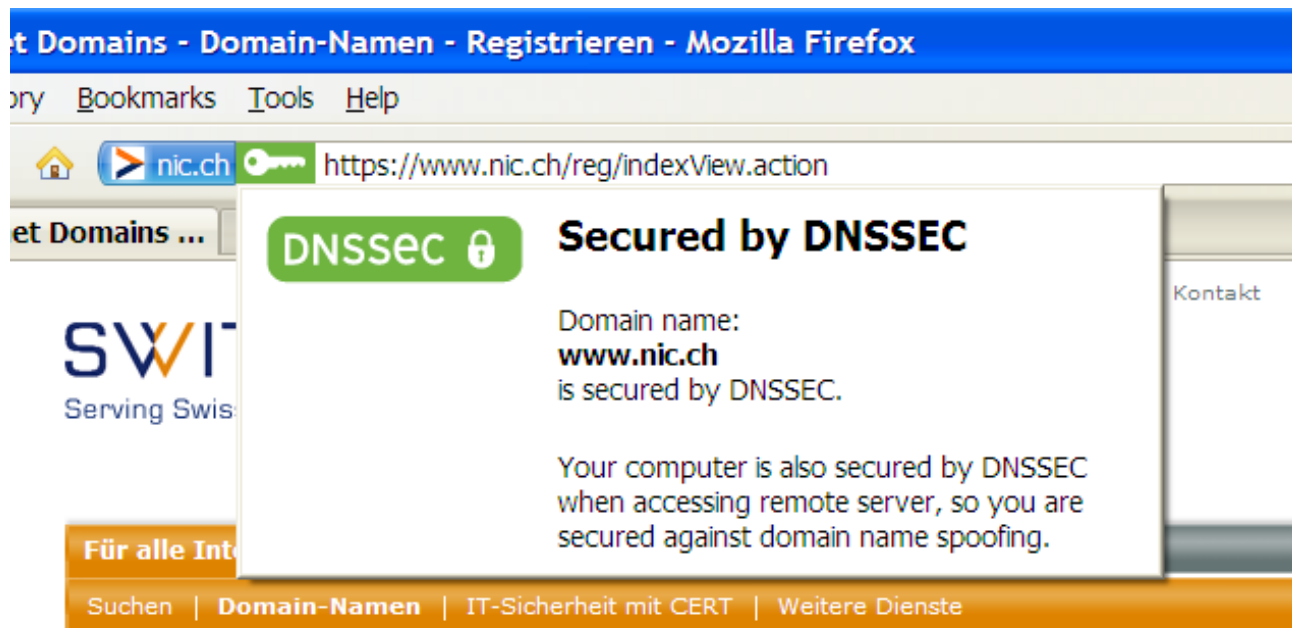 et Domains - Domain-Namen - Registrieren - Mozilla Firefox
ory Bookmarks Tools Help
nic.ch https://www.nic.ch/reg/indexView.action
et Domains ...
DNSSEC Secured by DNSSEC
Kontakt
Domain name:
www.nic.ch
is secured by DNSSEC.
SWIT
Serving Swis
Your computer is also secured by DNSSEC
when accessing remote server, so you are
secured against domain name spoofing.
Für alle Int
Suchen | Domain-Namen | IT-Sicherheit mit CERT | Weitere Dienste